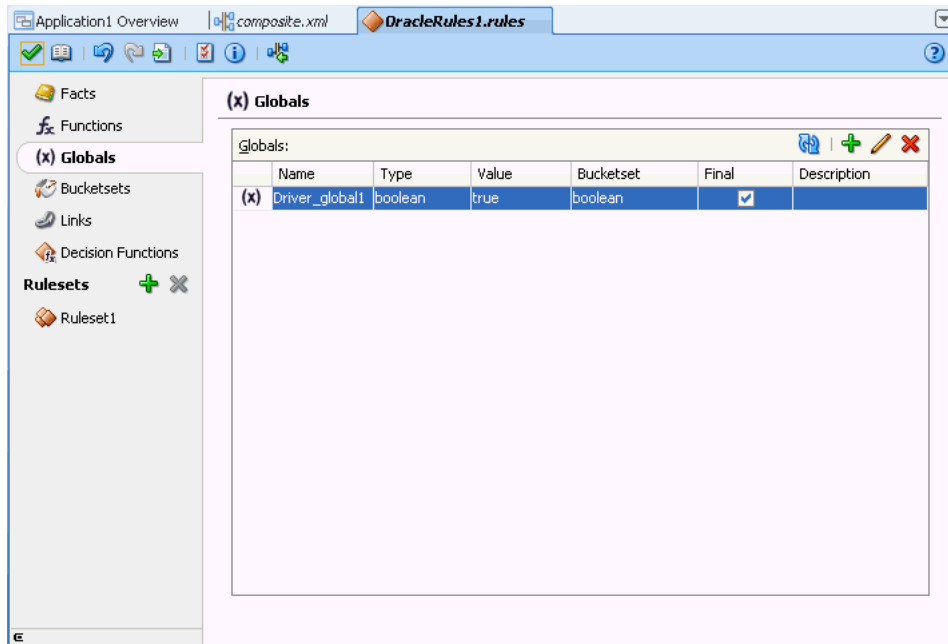 Application1 Overview composite.xml OracleRules1.rules
Facts
Functions
(x) Globals
Bucketsets
Links
Decision Functions
Rulesets
Ruleset1
(x) Globals
Globals:
Name Type Value Bucketset Final Description
(x) Driver_global1 boolean true boolean